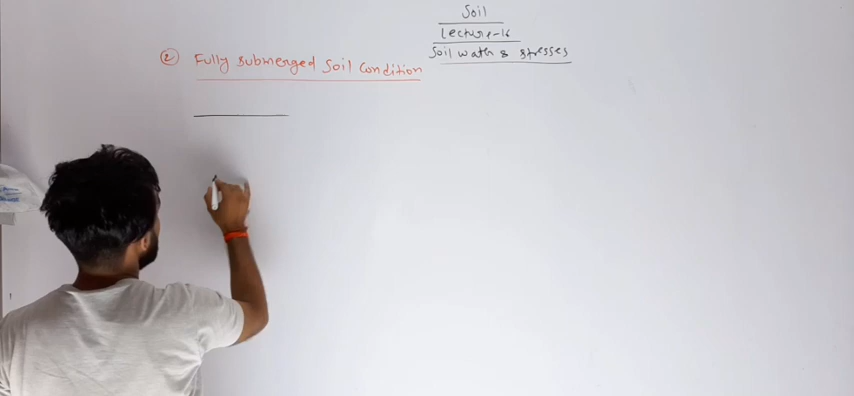 Soil
Lecture-16
Soil water & stresses
② Fully submerged Soil Condition